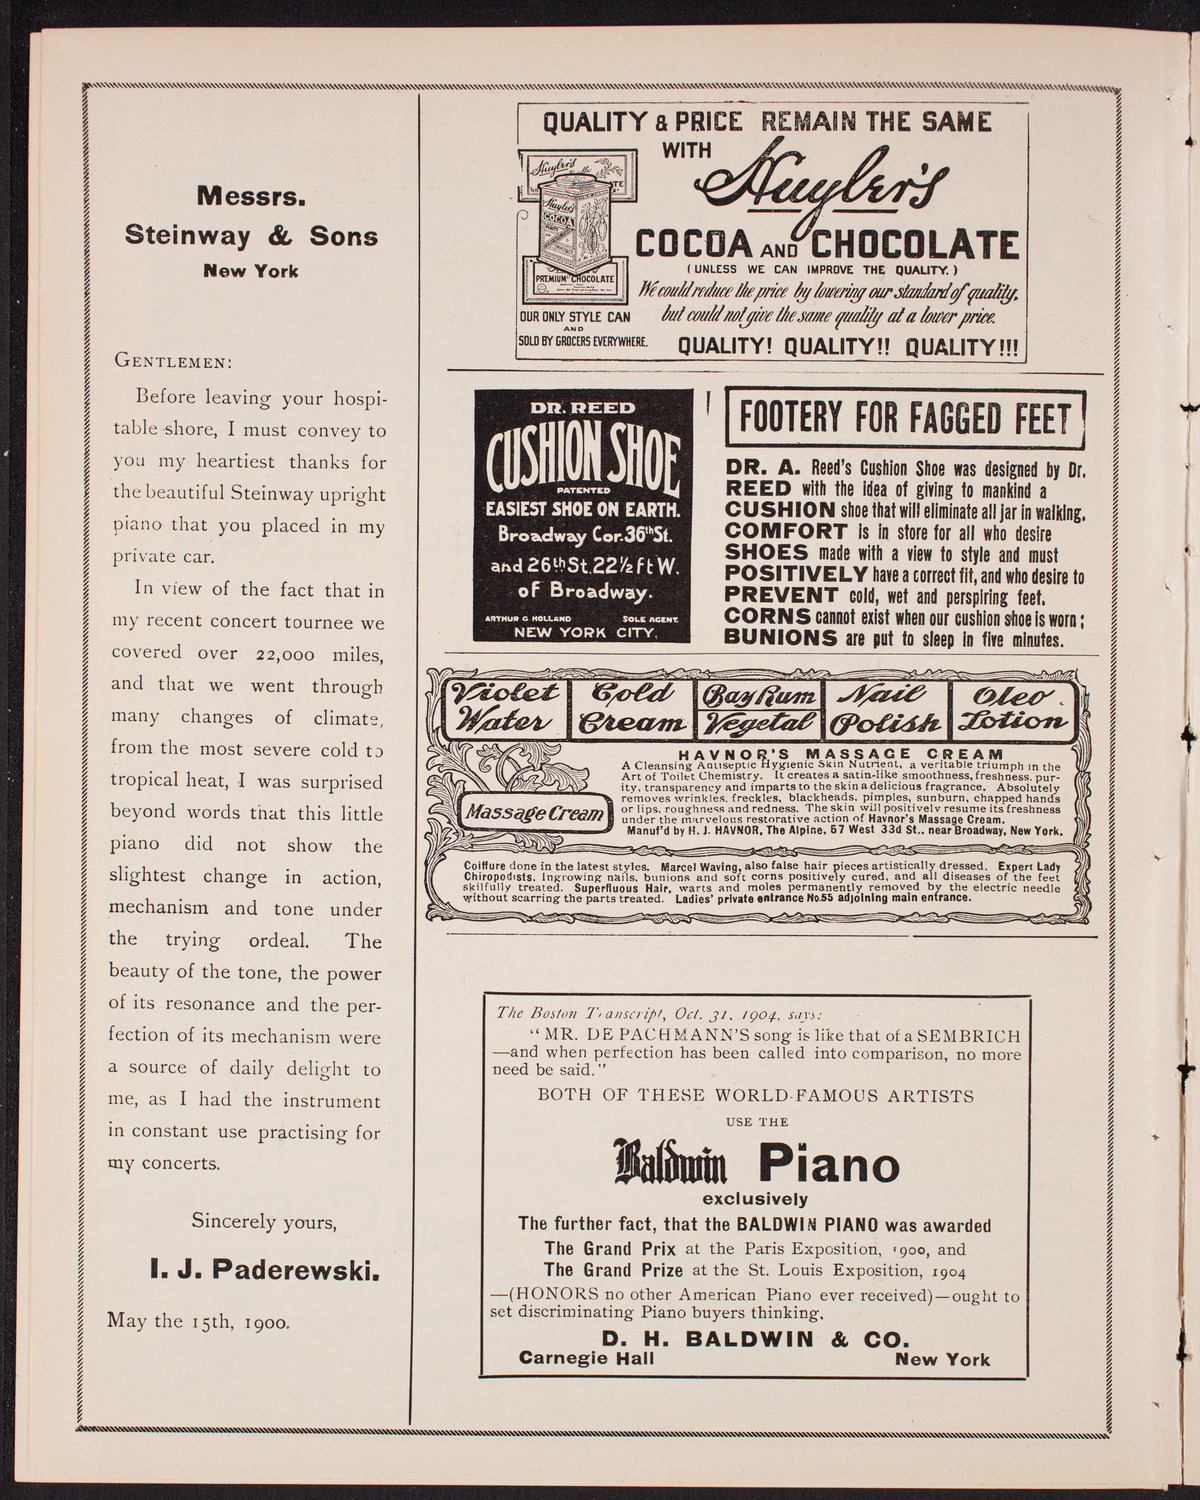 Messrs.
Steinway & Sons
New York
GENTLEMEN:
Before leaving your hospi-
table shore, I must convey to
you my heartiest thanks for
the beautiful Steinway upright
piano that you placed in my
private car.
In view of the fact that in
my recent concert tournee we
covered over 22,000 miles,
and that we went through
many changes of climate,
from the most severe cold to
tropical heat, I was surprised
beyond words that this little
piano did not show the
slightest change in action,
mechanism and tone under
the trying ordeal. The
beauty of the tone, the power
of its resonance and the per-
fection of its mechanism were
a source of daily delight to
me, as I had the instrument
in constant use practising for
my concerts.
Sincerely yours,
I. J. Paderewski.
May the 15th, 1900.
QUALITY & PRICE REMAIN THE SAME
WITH Huyler's
COCOA AND CHOCOLATE
(UNLESS WE CAN IMPROVE THE QUALITY.)
We could reduce the price by lowering our standard of quality,
but could not give the same quality at a lower price.
QUALITY! QUALITY!! QUALITY!!!
Huyler's
Huyler's
COCOA
PREMIUM CHOCOLATE
OUR ONLY STYLE CAN
AND
SOLD BY GROCERS EVERYWHERE.
DR. REED
CUSHION SHOE
PATENTED
EASIEST SHOE ON EARTH.
Broadway Cor. 36th St.
and 26th St. 22½ ft W.
of Broadway.
ARTHUR G HOLLAND SOLE AGENT.
NEW YORK CITY.
FOOTERY FOR FAGGED FEET
DR. A. Reed's Cushion Shoe was designed by Dr.
REED with the idea of giving to mankind a
CUSHION shoe that will eliminate all jar in walking.
COMFORT is in store for all who desire
SHOES made with a view to style and must
POSITIVELY have a correct fit, and who desire to
PREVENT cold, wet and perspiring feet.
CORNS cannot exist when our cushion shoe is worn;
BUNIONS are put to sleep in five minutes.
Violet Water
Cold Cream
Bay Rum
Vegetal
Nail Polish
Oleo Lotion
Massage Cream
HAVNOR'S MASSAGE CREAM
A Cleansing Antiseptic Hygienic Skin Nutrient, a veritable triumph in the
Art of Toilet Chemistry. It creates a satin-like smoothness, freshness, pur-
ity, transparency and imparts to the skin a delicious fragrance. Absolutely
removes wrinkles, freckles, blackheads, pimples, sunburn, chapped hands
or lips, roughness and redness. The skin will positively resume its freshness
under the marvelous restorative action of Havnor's Massage Cream.
Manuf'd by H. J. HAVNOR, The Alpine, 57 West 33d St., near Broadway, New York.
Coiffure done in the latest styles. Marcel Waving, also false hair pieces artistically dressed. Expert Lady
Chiropodists. Ingrowing nails, bunions and soft corns positively cured, and all diseases of the feet
skilfully treated. Superfluous Hair, warts and moles permanently removed by the electric needle
without scarring the parts treated. Ladies' private entrance No. 55 adjoining main entrance.
The Boston Transcript, Oct. 31, 1904, says:
"MR. DE PACHMANN'S song is like that of a SEMBRICH
—and when perfection has been called into comparison, no more
need be said."
BOTH OF THESE WORLD-FAMOUS ARTISTS
USE THE
Baldwin Piano
exclusively
The further fact, that the BALDWIN PIANO was awarded
The Grand Prix at the Paris Exposition, 1900, and
The Grand Prize at the St. Louis Exposition, 1904
—(HONORS no other American Piano ever received)—ought to
set discriminating Piano buyers thinking.
D. H. BALDWIN & CO.
Carnegie Hall New York